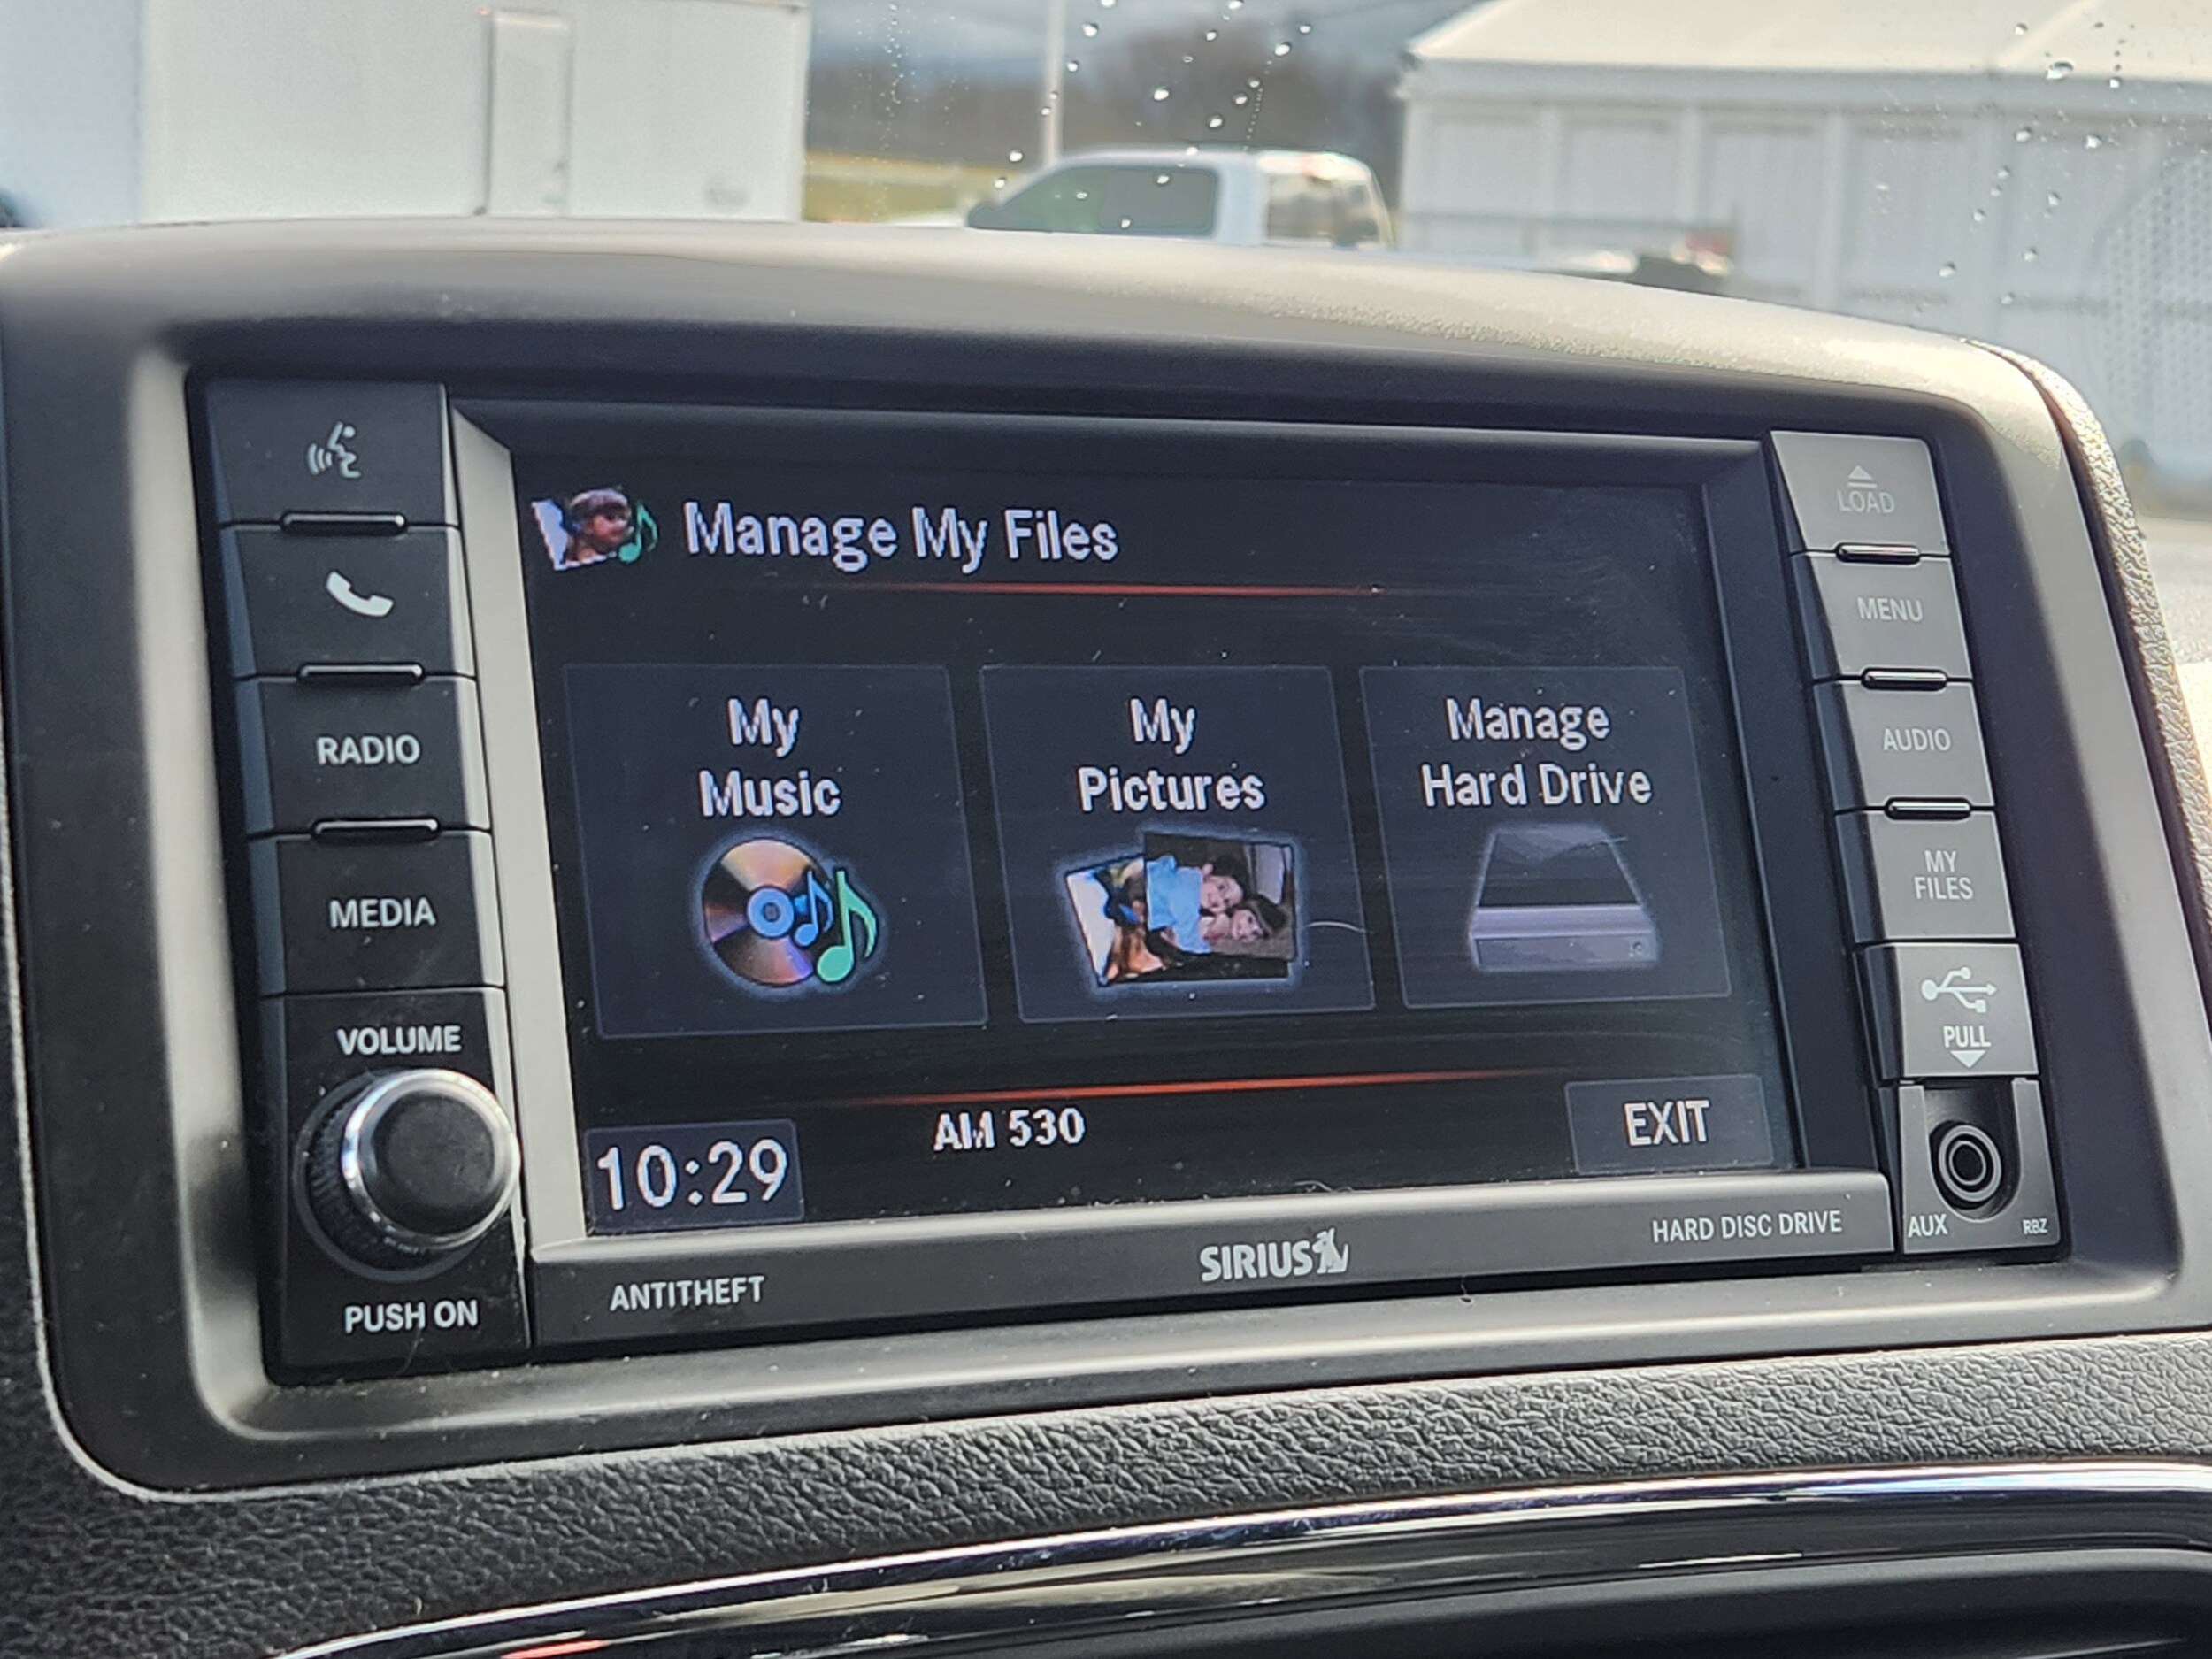 LOAD
Manage My Files
MENU
RADIO
My
Music
My
Pictures
Manage
Hard Drive
AUDIO
MEDIA
MY
FILES
VOLUME
PULL
10:29
AM 530
EXIT
PUSH ON
ANTITHEFT
SIRIUS
HARD DISC DRIVE
AUX
RBZ